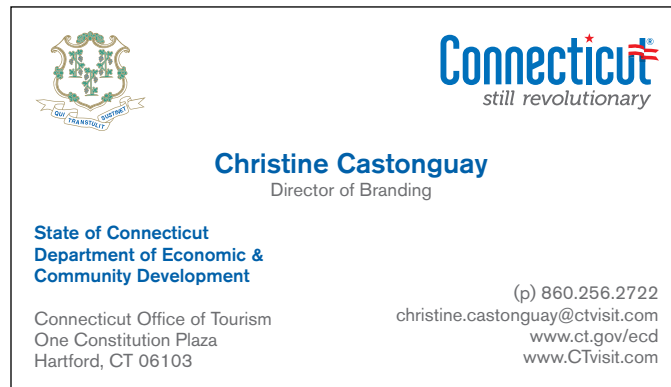 QUI TRANSTULIT SUSTINET
Connecticut®
still revolutionary
Christine Castonguay
Director of Branding
State of Connecticut
Department of Economic &
Community Development
Connecticut Office of Tourism
One Constitution Plaza
Hartford, CT 06103
(p) 860.256.2722
christine.castonguay@ctvisit.com
www.ct.gov/ecd
www.CTvisit.com